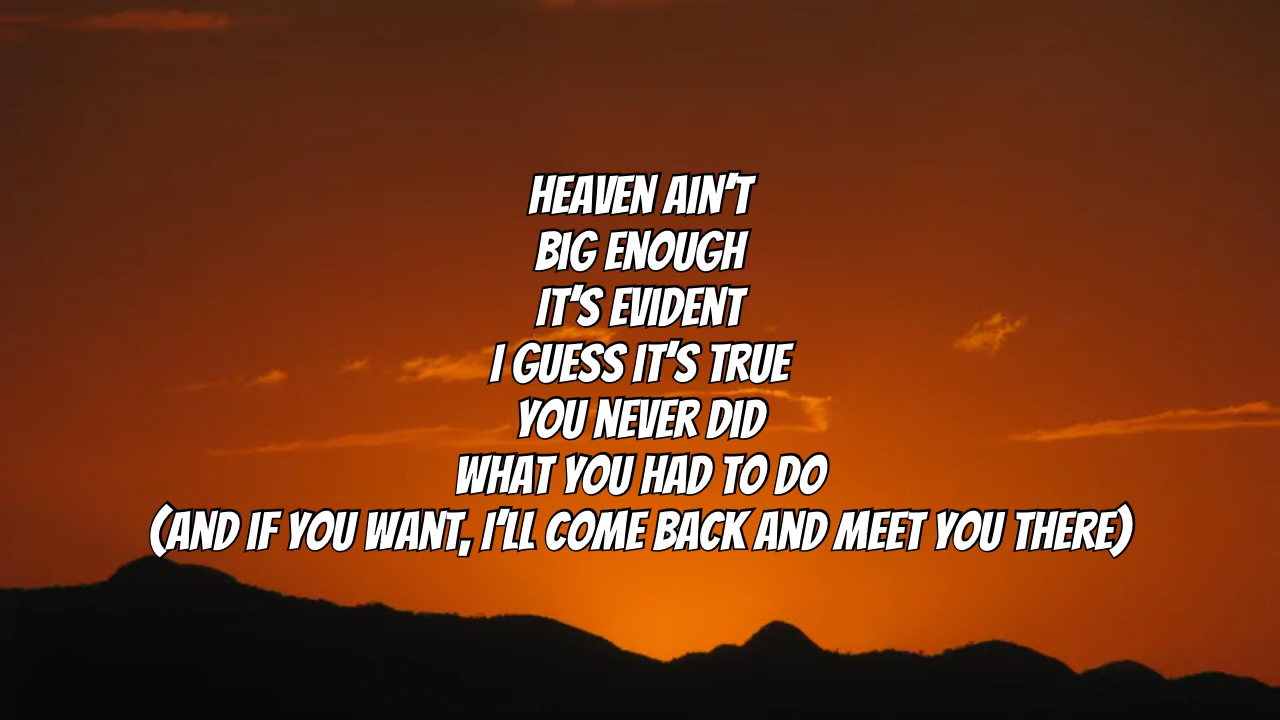 HEAVEN AIN'T
BIG ENOUGH
IT'S EVIDENT
I GUESS IT'S TRUE
YOU NEVER DID
WHAT YOU HAD TO DO
(AND IF YOU WANT, I'LL COME BACK AND MEET YOU THERE)